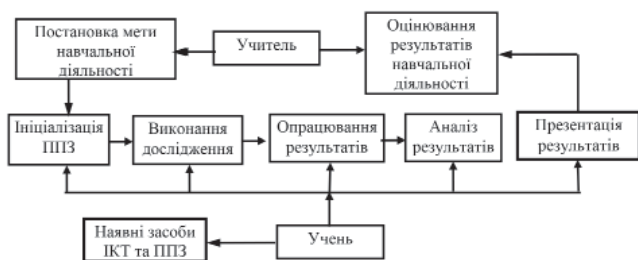 Постановка мети
навчальної
діяльності
Учитель
Оцінювання
результатів
навчальної
діяльності
Ініціалізація
ППЗ
Виконання
дослідження
Опрацювання
результатів
Аналіз
результатів
Презентація
результатів
Наявні засоби
ІКТ та ППЗ
Учень